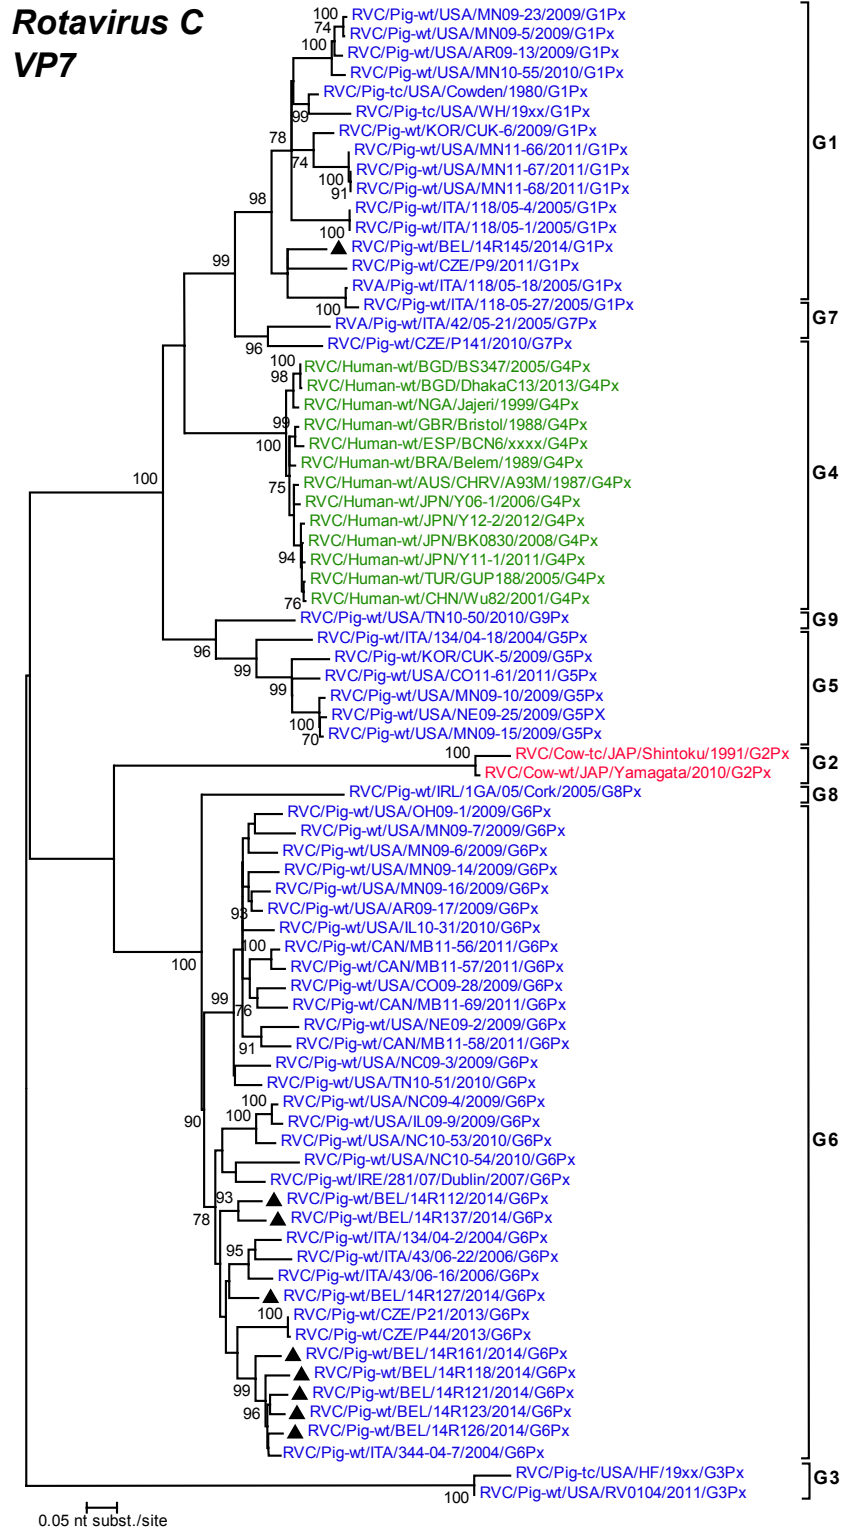 Rotavirus C
VP7
100
RVC/Pig-wt/USA/MN09-23/2009/G1Px
74
RVC/Pig-wt/USA/MN09-5/2009/G1Px
100
RVC/Pig-wt/USA/AR09-13/2009/G1Px
RVC/Pig-wt/USA/MN10-55/2010/G1Px
RVC/Pig-tc/USA/Cowden/1980/G1Px
99
RVC/Pig-tc/USA/WH/19xx/G1Px
78
RVC/Pig-wt/KOR/CUK-6/2009/G1Px
G1
RVC/Pig-wt/USA/MN11-66/2011/G1Px
74
RVC/Pig-wt/USA/MN11-67/2011/G1Px
100
RVC/Pig-wt/USA/MN11-68/2011/G1Px
91
98
RVC/Pig-wt/ITA/118/05-4/2005/G1Px
RVC/Pig-wt/ITA/118/05-1/2005/G1Px
100
RVC/Pig-wt/BEL/14R145/2014/G1Px
99
RVC/Pig-wt/CZE/P9/2011/G1Px
RVA/Pig-wt/ITA/118/05-18/2005/G1Px
RVC/Pig-wt/ITA/118-05-27/2005/G1Px
100
G7
RVA/Pig-wt/ITA/42/05-21/2005/G7Px
RVC/Pig-wt/CZE/P141/2010/G7Px
96
100
RVC/Human-wt/BGD/BS347/2005/G4Px
98
RVC/Human-wt/BGD/DhakaC13/2013/G4Px
RVC/Human-wt/NGA/Jajeri/1999/G4Px
99
RVC/Human-wt/GBR/Bristol/1988/G4Px
100
RVC/Human-wt/ESP/BCN6/xxxx/G4Px
RVC/Human-wt/BRA/Belem/1989/G4Px
G4
100
75
RVC/Human-wt/AUS/CHRV/A93M/1987/G4Px
RVC/Human-wt/JPN/Y06-1/2006/G4Px
RVC/Human-wt/JPN/Y12-2/2012/G4Px
RVC/Human-wt/JPN/BK0830/2008/G4Px
94
RVC/Human-wt/JPN/Y11-1/2011/G4Px
RVC/Human-wt/TUR/GUP188/2005/G4Px
76
RVC/Human-wt/CHN/Wu82/2001/G4Px
RVC/Pig-wt/USA/TN10-50/2010/G9Px
G9
96
RVC/Pig-wt/ITA/134/04-18/2004/G5Px
RVC/Pig-wt/KOR/CUK-5/2009/G5Px
99
RVC/Pig-wt/USA/CO11-61/2011/G5Px
99
G5
RVC/Pig-wt/USA/MN09-10/2009/G5Px
RVC/Pig-wt/USA/NE09-25/2009/G5PX
100
RVC/Pig-wt/USA/MN09-15/2009/G5Px
70
100
RVC/Cow-tc/JAP/Shintoku/1991/G2Px
G2
RVC/Cow-wt/JAP/Yamagata/2010/G2Px
RVC/Pig-wt/IRL/1GA/05/Cork/2005/G8Px
G8
RVC/Pig-wt/USA/OH09-1/2009/G6Px
RVC/Pig-wt/USA/MN09-7/2009/G6Px
RVC/Pig-wt/USA/MN09-6/2009/G6Px
RVC/Pig-wt/USA/MN09-14/2009/G6Px
RVC/Pig-wt/USA/MN09-16/2009/G6Px
93
RVC/Pig-wt/USA/AR09-17/2009/G6Px
RVC/Pig-wt/USA/IL10-31/2010/G6Px
100
RVC/Pig-wt/CAN/MB11-56/2011/G6Px
100
RVC/Pig-wt/CAN/MB11-57/2011/G6Px
RVC/Pig-wt/USA/CO09-28/2009/G6Px
99
76
RVC/Pig-wt/CAN/MB11-69/2011/G6Px
RVC/Pig-wt/USA/NE09-2/2009/G6Px
91
RVC/Pig-wt/CAN/MB11-58/2011/G6Px
RVC/Pig-wt/USA/NC09-3/2009/G6Px
RVC/Pig-wt/USA/TN10-51/2010/G6Px
100
RVC/Pig-wt/USA/NC09-4/2009/G6Px
90
100
RVC/Pig-wt/USA/IL09-9/2009/G6Px
RVC/Pig-wt/USA/NC10-53/2010/G6Px
G6
RVC/Pig-wt/USA/NC10-54/2010/G6Px
RVC/Pig-wt/IRE/281/07/Dublin/2007/G6Px
93
RVC/Pig-wt/BEL/14R112/2014/G6Px
78
RVC/Pig-wt/BEL/14R137/2014/G6Px
RVC/Pig-wt/ITA/134/04-2/2004/G6Px
95
RVC/Pig-wt/ITA/43/06-22/2006/G6Px
RVC/Pig-wt/ITA/43/06-16/2006/G6Px
RVC/Pig-wt/BEL/14R127/2014/G6Px
100
RVC/Pig-wt/CZE/P21/2013/G6Px
RVC/Pig-wt/CZE/P44/2013/G6Px
RVC/Pig-wt/BEL/14R161/2014/G6Px
RVC/Pig-wt/BEL/14R118/2014/G6Px
99
RVC/Pig-wt/BEL/14R121/2014/G6Px
96
RVC/Pig-wt/BEL/14R123/2014/G6Px
RVC/Pig-wt/BEL/14R126/2014/G6Px
RVC/Pig-wt/ITA/344-04-7/2004/G6Px
RVC/Pig-tc/USA/HF/19xx/G3Px
G3
100
RVC/Pig-wt/USA/RV0104/2011/G3Px
0.05 nt subst./site